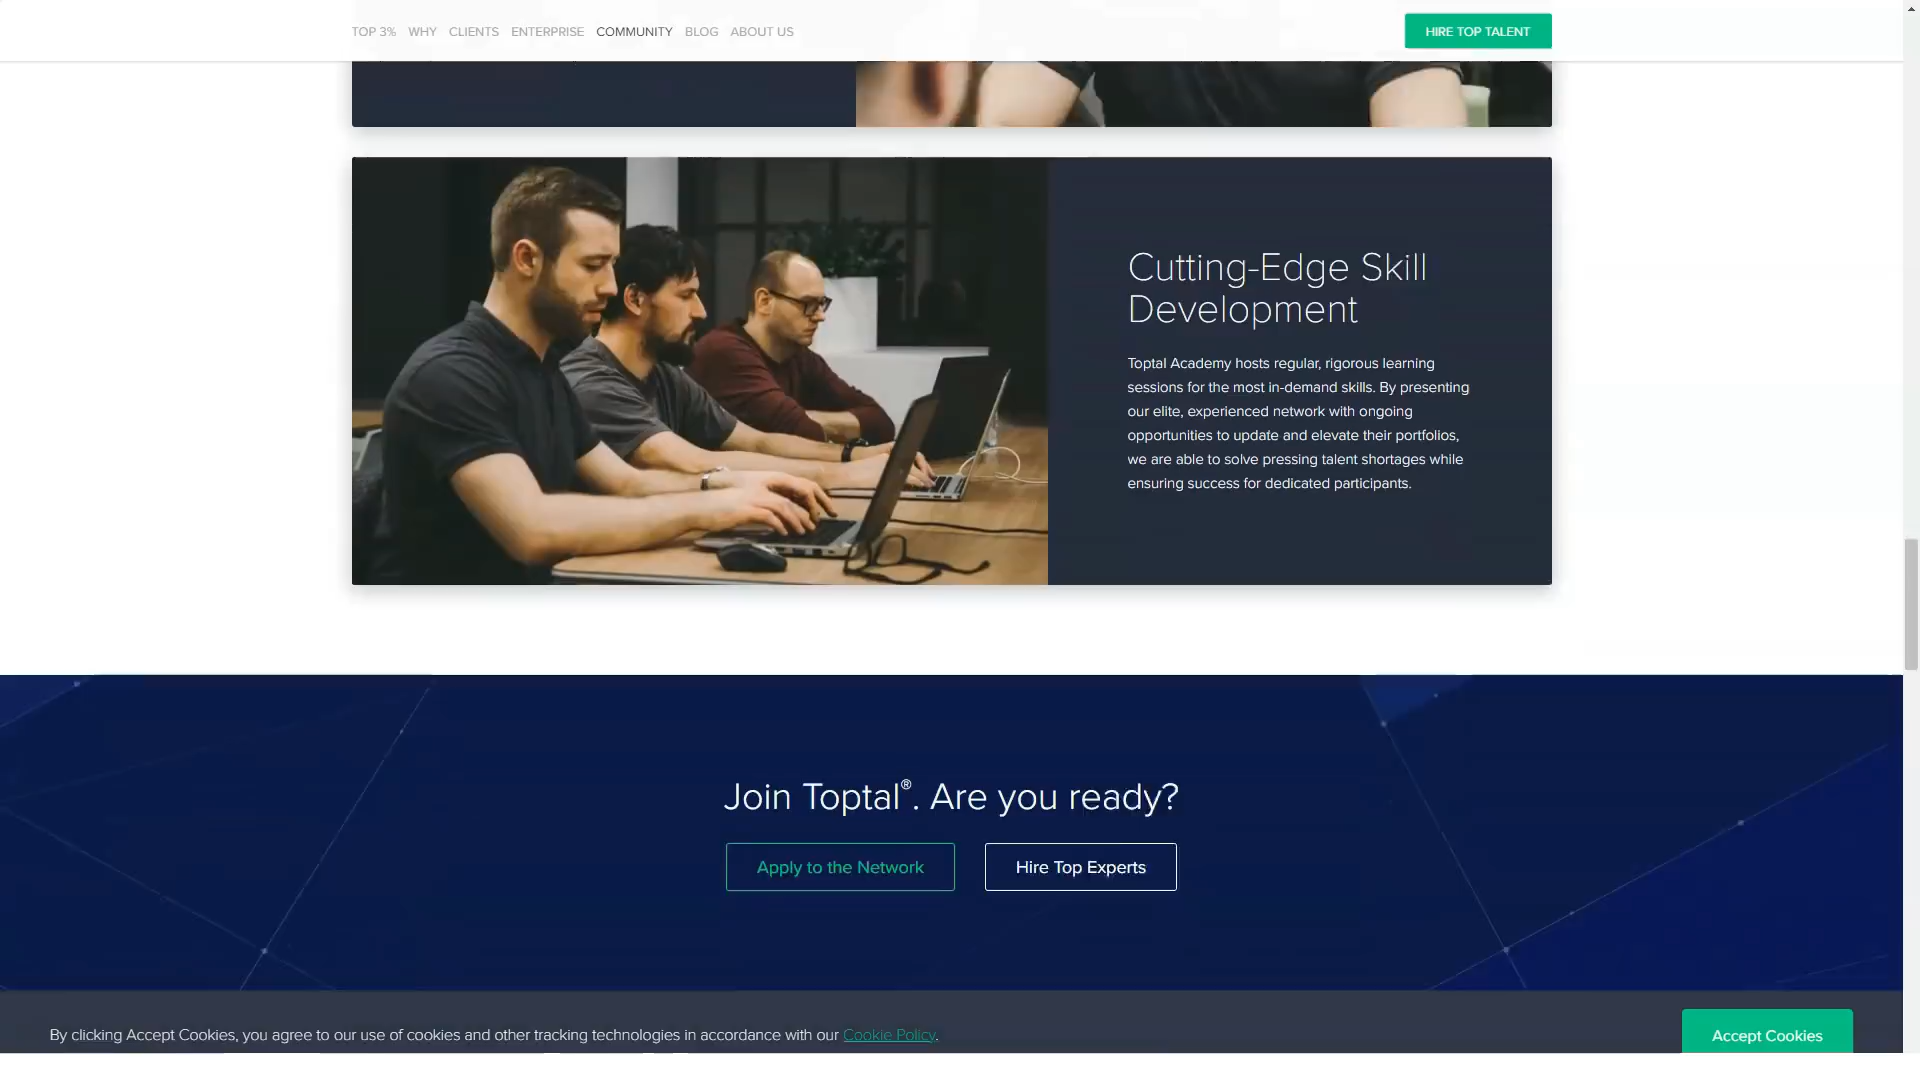 TOP 3% WHY CLIENTS ENTERPRISE COMMUNITY BLOG ABOUT US HIRE TOP TALENT
Cutting-Edge Skill
Development
Toptal Academy hosts regular, rigorous learning
sessions for the most in-demand skills. By presenting
our elite, experienced network with ongoing
opportunities to update and elevate their portfolios,
we are able to solve pressing talent shortages while
ensuring success for dedicated participants.
Join Toptal®. Are you ready?
Apply to the Network Hire Top Experts
By clicking Accept Cookies, you agree to our use of cookies and other tracking technologies in accordance with our Cookie Policy. Accept Cookies